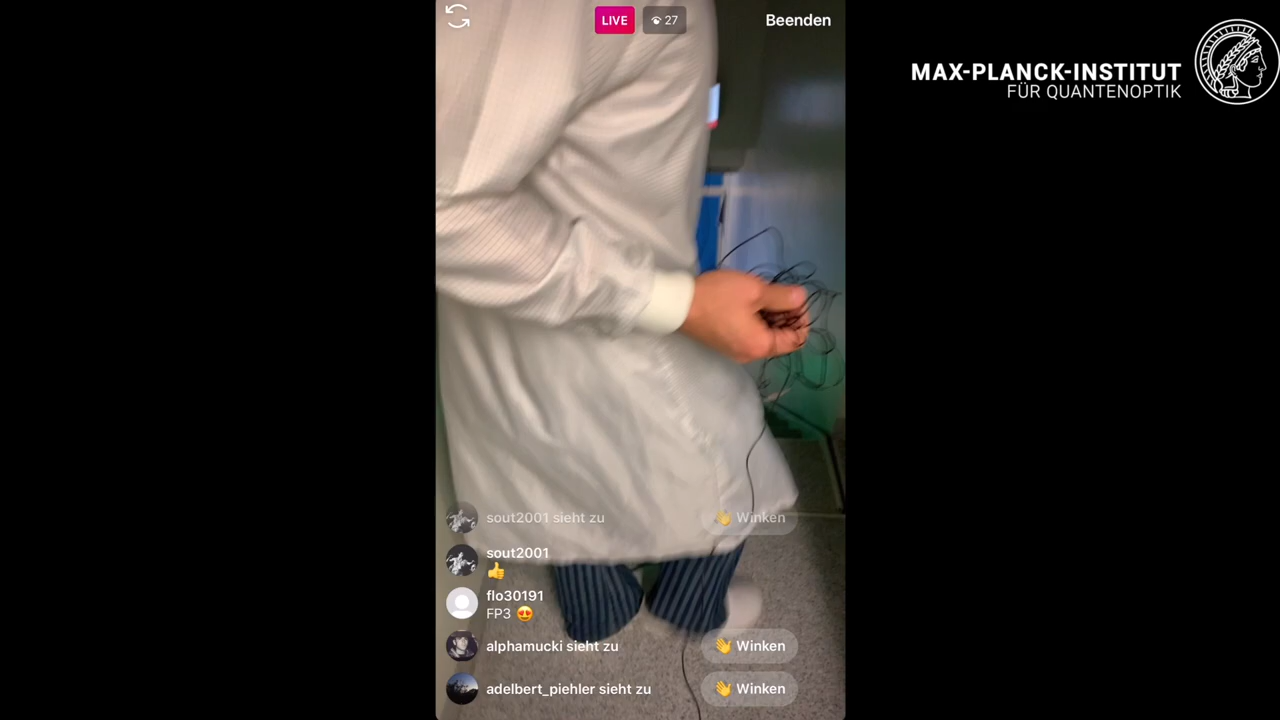 LIVE
27
Beenden
MAX-PLANCK-INSTITUT
FÜR QUANTENOPTIK
sout2001 sieht zu
👋 Winken
sout2001
👍
flo30191
FP3 😍
alphamucki sieht zu
👋 Winken
adelbert_piehler sieht zu
👋 Winken